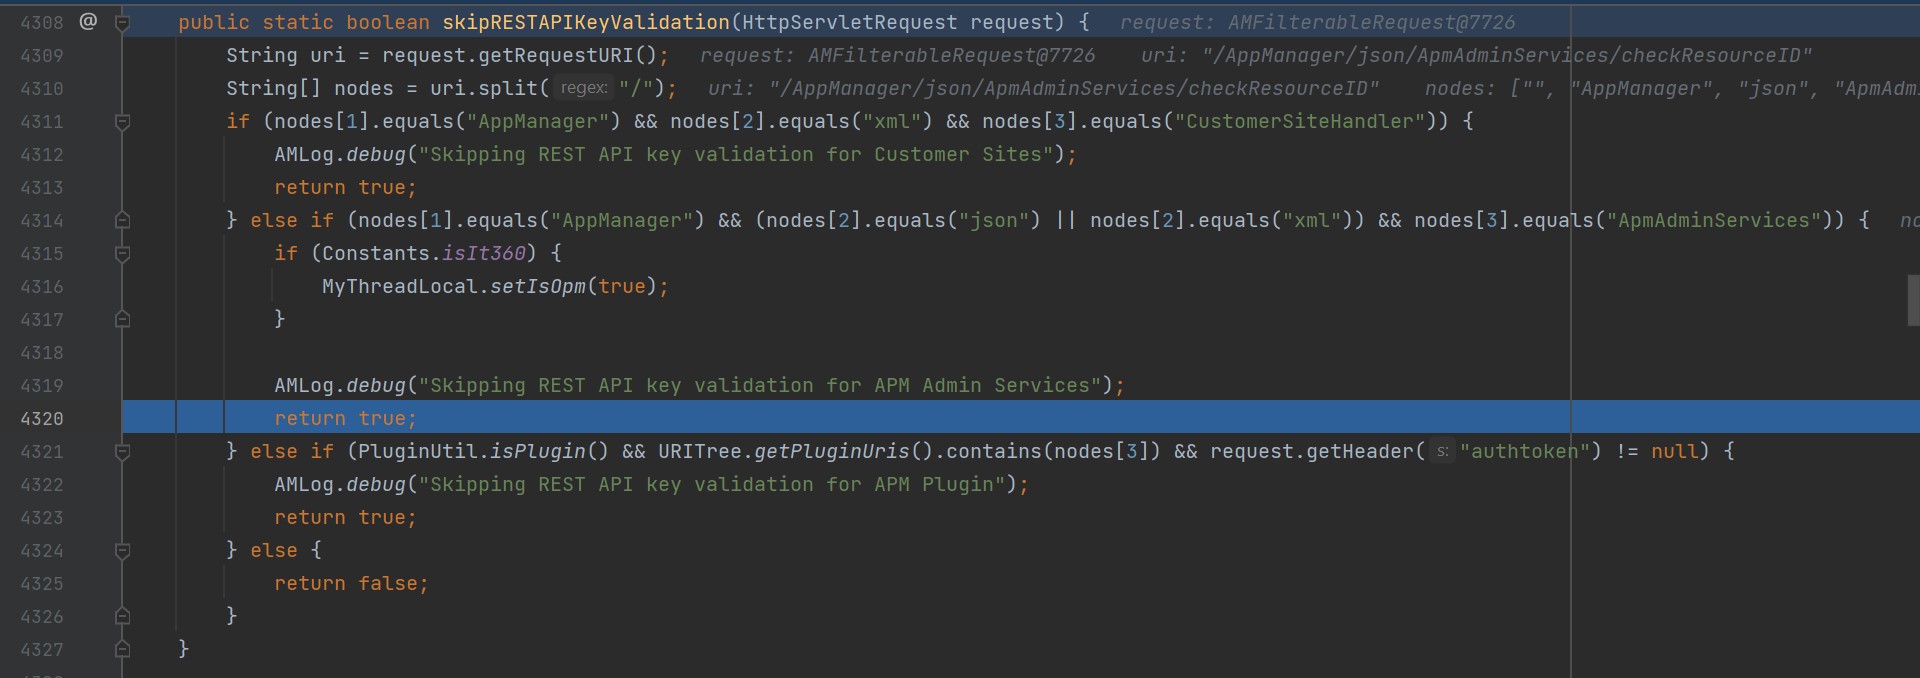 4308 @ public static boolean skipRESTAPIKeyValidation(HttpServletRequest request) { request: AMFilterableRequest@7726
4309 String uri = request.getRequestURI(); request: AMFilterableRequest@7726 uri: "/AppManager/json/ApmAdminServices/checkResourceID"
4310 String[] nodes = uri.split( regex: "/"); uri: "/AppManager/json/ApmAdminServices/checkResourceID" nodes: ["", "AppManager", "json", "ApmAdm
4311 if (nodes[1].equals("AppManager") && nodes[2].equals("xml") && nodes[3].equals("CustomerSiteHandler")) {
4312 AMLog.debug("Skipping REST API key validation for Customer Sites");
4313 return true;
4314 } else if (nodes[1].equals("AppManager") && (nodes[2].equals("json") || nodes[2].equals("xml")) && nodes[3].equals("ApmAdminServices")) { no
4315 if (Constants.isIt360) {
4316 MyThreadLocal.setIsOpm(true);
4317 }
4318
4319 AMLog.debug("Skipping REST API key validation for APM Admin Services");
4320 return true;
4321 } else if (PluginUtil.isPlugin() && URITree.getPluginUris().contains(nodes[3]) && request.getHeader( s: "authtoken") != null) {
4322 AMLog.debug("Skipping REST API key validation for APM Plugin");
4323 return true;
4324 } else {
4325 return false;
4326 }
4327 }